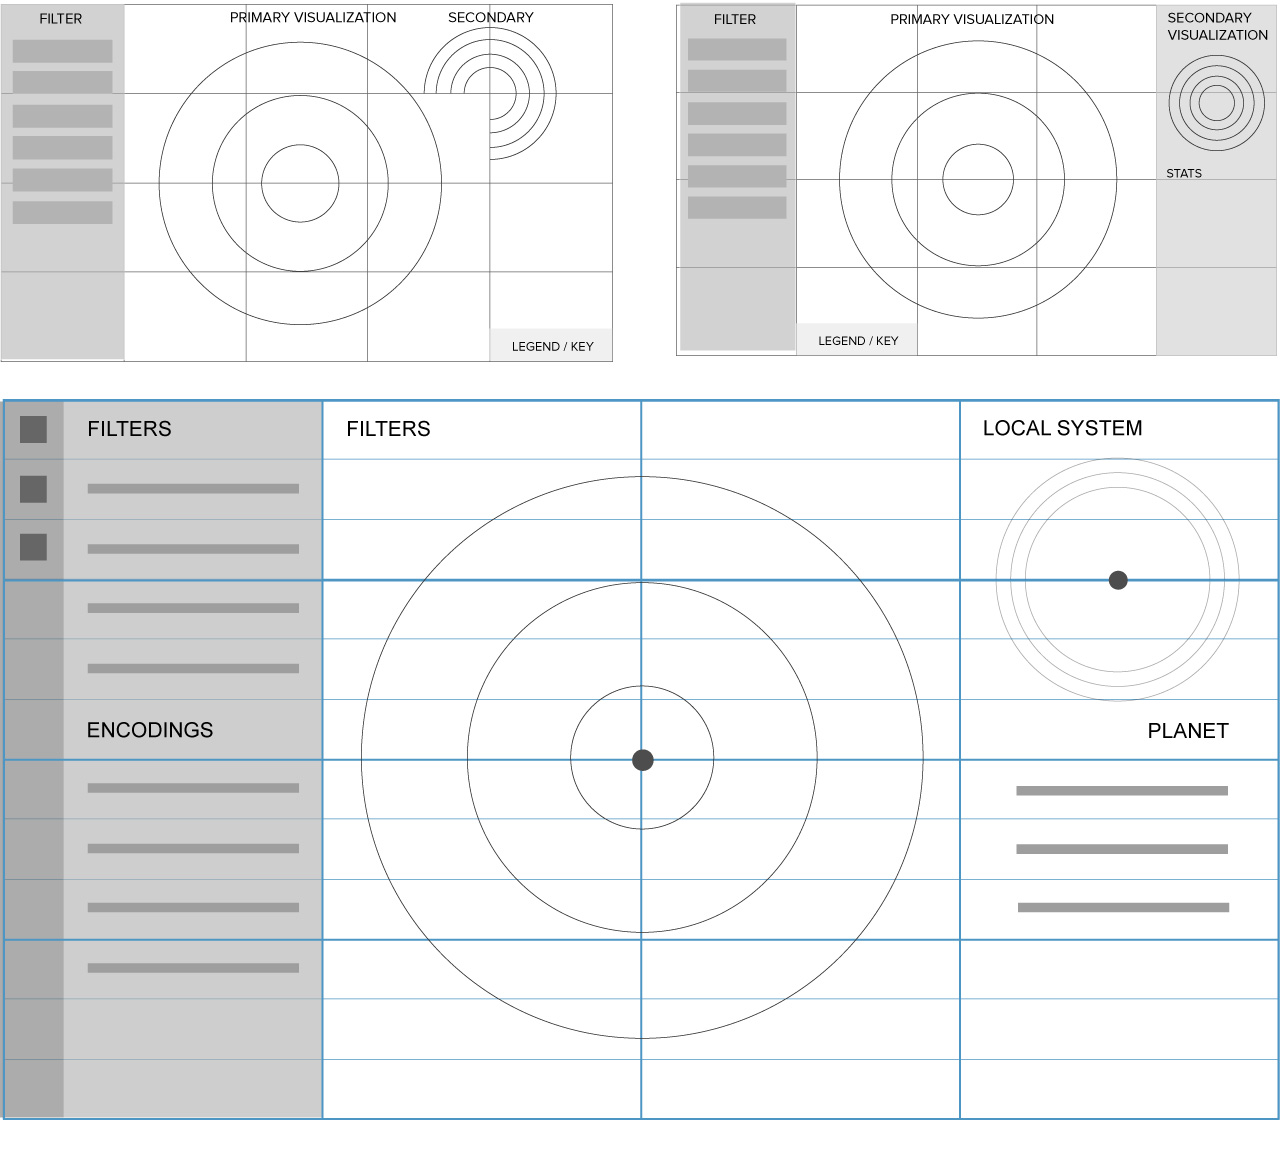 FILTER
PRIMARY VISUALIZATION
SECONDARY
LEGEND / KEY
FILTER
PRIMARY VISUALIZATION
SECONDARY
VISUALIZATION
STATS
LEGEND / KEY
FILTERS
FILTERS
LOCAL SYSTEM
ENCODINGS
PLANET